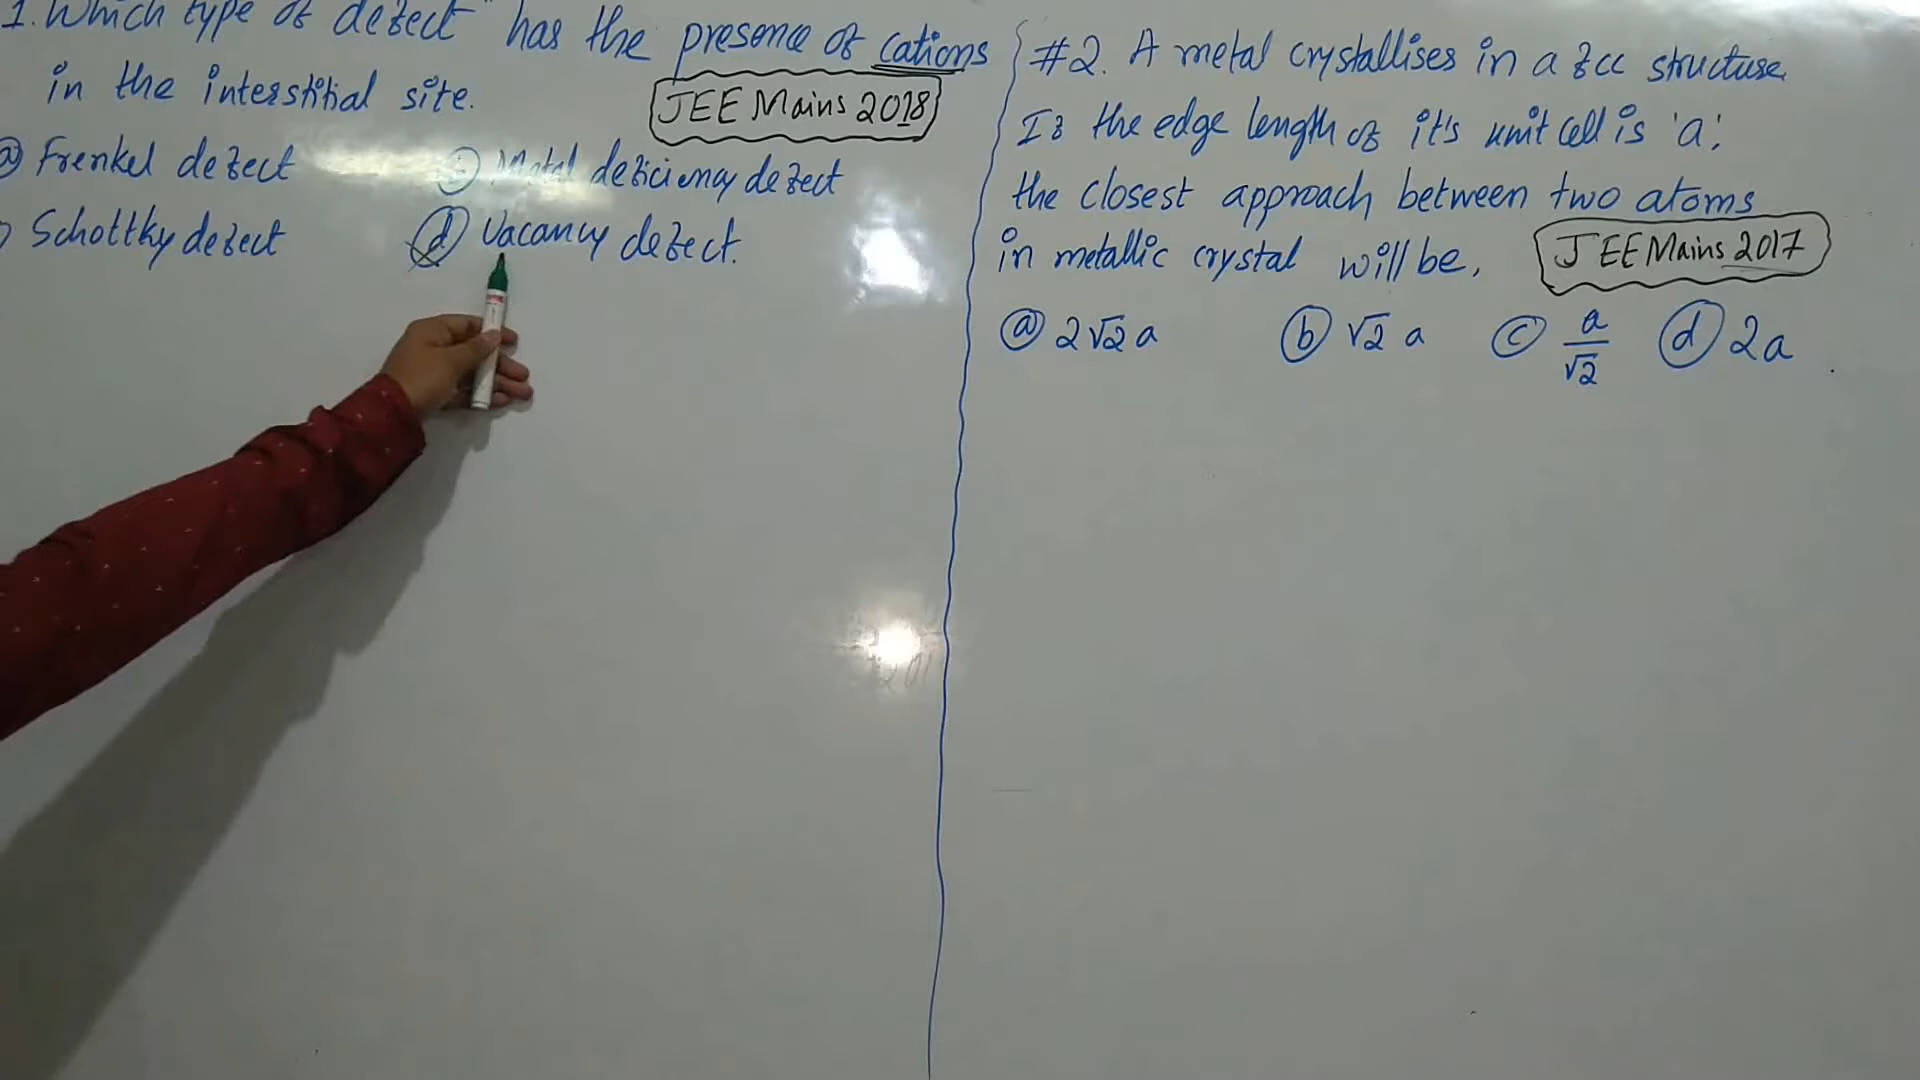 1. Which type of defect" has the presence of cations
in the interstitial site.
JEE Mains 2018
ⓐ Frenkel defect
ⓒ Metal deficiency defect
Schottky defect
ⓓ Vacancy defect.
#2. A metal crystallises in a fcc structure.
If the edge length of it's unit cell is 'a',
the closest approach between two atoms
in metallic crystal will be,
JEE Mains 2017
ⓐ 2√2 a ⓑ √2 a ⓒ a/√2 ⓓ 2a